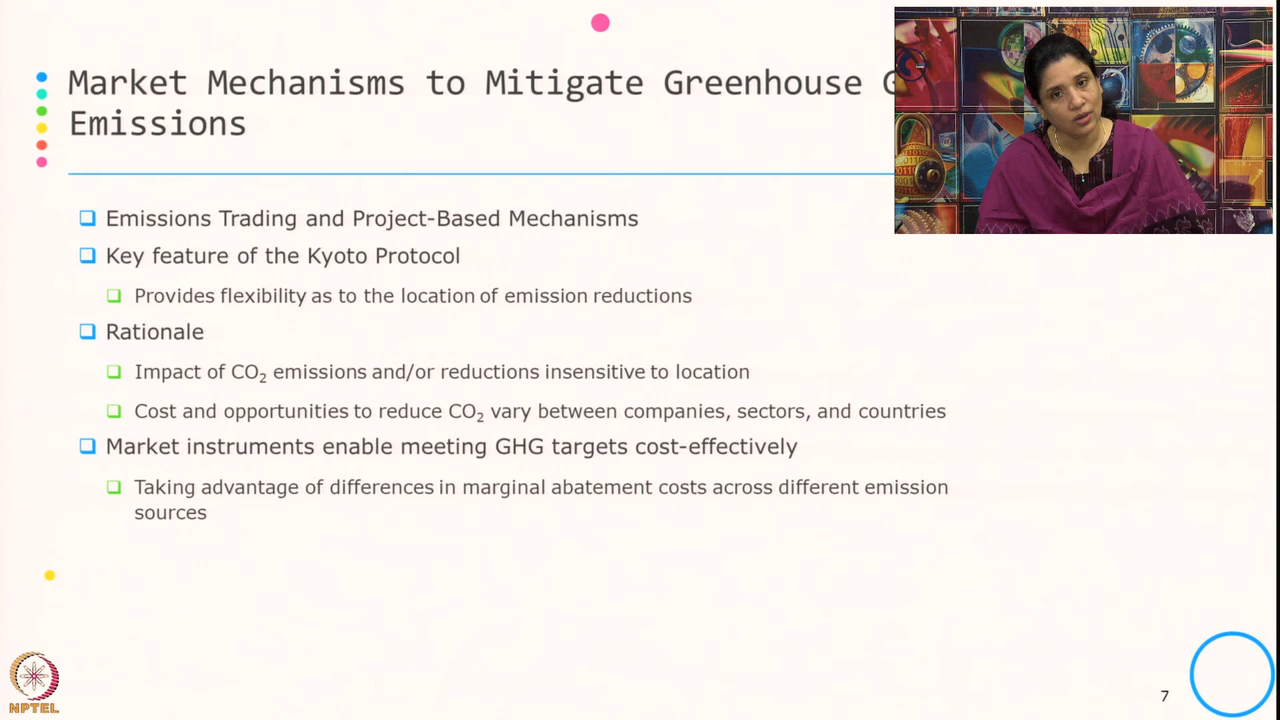 Market Mechanisms to Mitigate Greenhouse
Emissions
Emissions Trading and Project-Based Mechanisms
Key feature of the Kyoto Protocol
Provides flexibility as to the location of emission reductions
Rationale
Impact of CO₂ emissions and/or reductions insensitive to location
Cost and opportunities to reduce CO₂ vary between companies, sectors, and countries
Market instruments enable meeting GHG targets cost-effectively
Taking advantage of differences in marginal abatement costs across different emission
sources
NPTEL
7